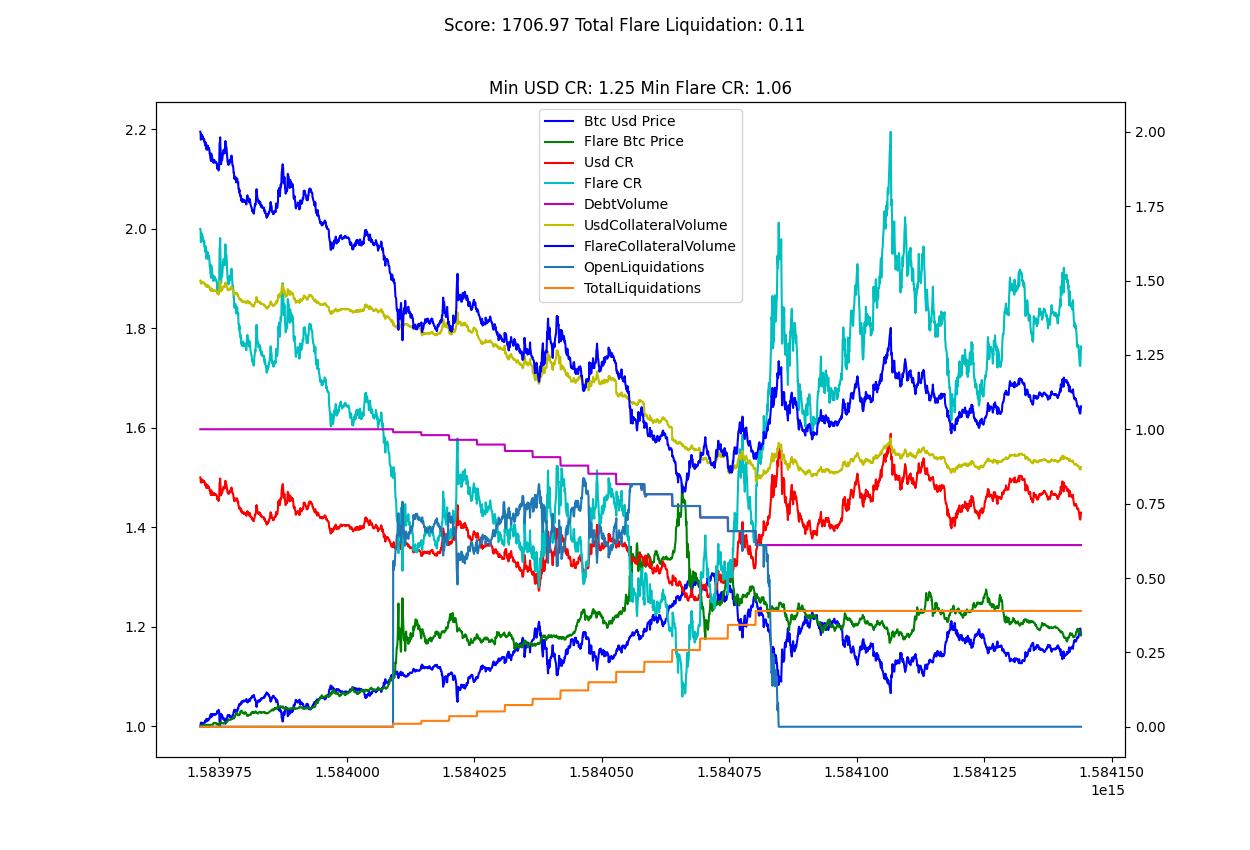 Score: 1706.97 Total Flare Liquidation: 0.11
Min USD CR: 1.25 Min Flare CR: 1.06
Btc Usd Price
Flare Btc Price
Usd CR
Flare CR
DebtVolume
UsdCollateralVolume
FlareCollateralVolume
OpenLiquidations
TotalLiquidations
2.2
2.0
1.8
1.6
1.4
1.2
1.0
2.00
1.75
1.50
1.25
1.00
0.75
0.50
0.25
0.00
1.583975 1.584000 1.584025 1.584050 1.584075 1.584100 1.584125 1.584150
1e15